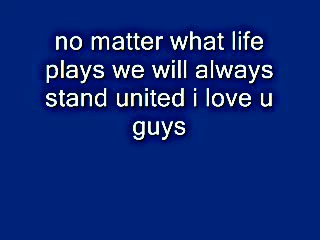 no matter what life
plays we will always
stand united i love u
guys